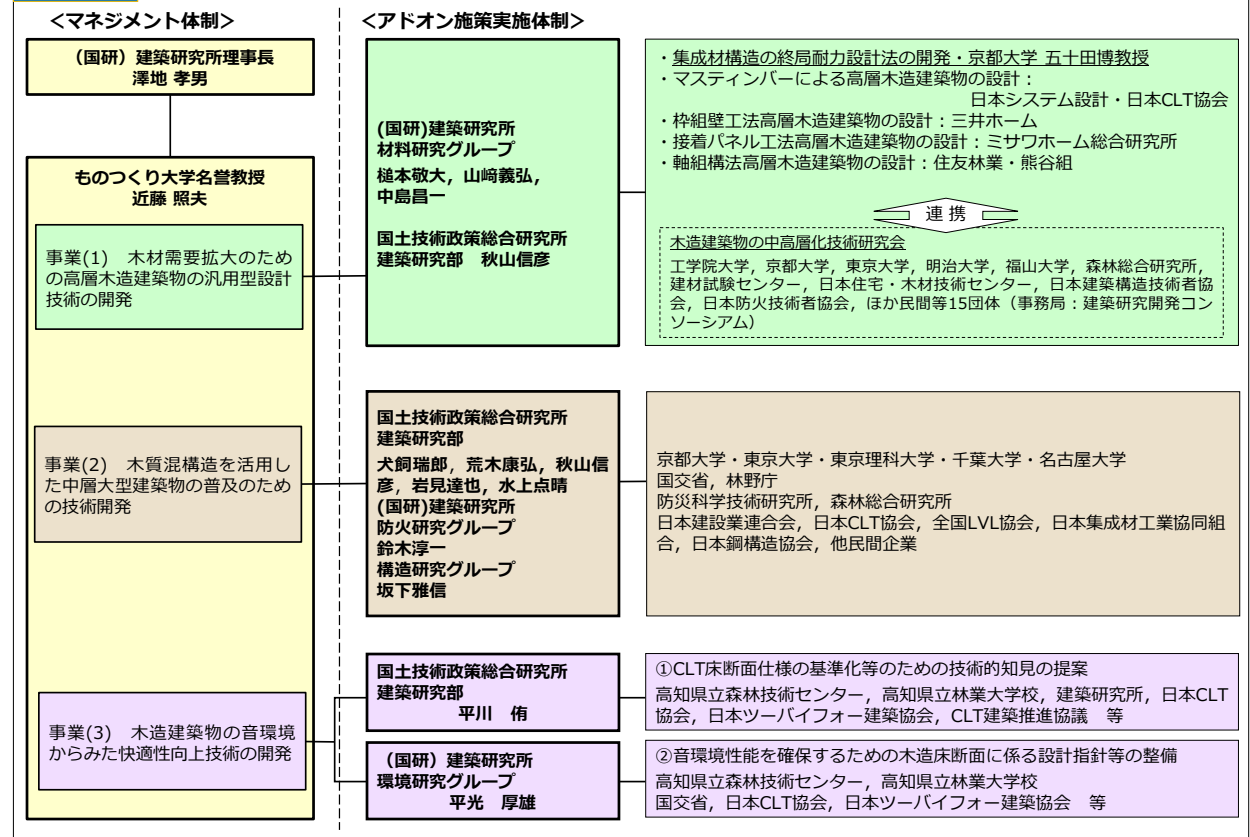 ＜マネジメント体制＞
＜アドオン施策実施体制＞
（国研）建築研究所理事長
澤地 孝男
ものつくり大学名誉教授
近藤 照夫
事業(1)　木材需要拡大のため
の高層木造建築物の汎用型設計
技術の開発
(国研)建築研究所
材料研究グループ
槌本敬大，山﨑義弘，
中島昌一
国土技術政策総合研究所
建築研究部　秋山信彦
・集成材構造の終局耐力設計法の開発・京都大学 五十田博教授
・マスティンバーによる高層木造建築物の設計：
日本システム設計・日本CLT協会
・枠組壁工法高層木造建築物の設計：三井ホーム
・接着パネル工法高層木造建築物の設計：ミサワホーム総合研究所
・軸組構法高層木造建築物の設計：住友林業・熊谷組
連 携
木造建築物の中高層化技術研究会
工学院大学，京都大学，東京大学，明治大学，福山大学，森林総合研究所，
建材試験センター，日本住宅・木材技術センター，日本建築構造技術者協
会，日本防火技術者協会，ほか民間等15団体（事務局：建築研究開発コン
ソーシアム）
事業(2)　木質混構造を活用し
た中層大型建築物の普及のため
の技術開発
国土技術政策総合研究所
建築研究部
犬飼瑞郎，荒木康弘，秋山信
彦，岩見達也，水上点晴
(国研)建築研究所
防火研究グループ
鈴木淳一
構造研究グループ
坂下雅信
京都大学・東京大学・東京理科大学・千葉大学・名古屋大学
国交省，林野庁
防災科学技術研究所，森林総合研究所
日本建設業連合会，日本CLT協会，全国LVL協会，日本集成材工業協同組
合，日本鋼構造協会，他民間企業
事業(3)　木造建築物の音環境
からみた快適性向上技術の開発
国土技術政策総合研究所
建築研究部
平川　侑
①CLT床断面仕様の基準化等のための技術的知見の提案
高知県立森林技術センター，高知県立林業大学校，建築研究所，日本CLT
協会，日本ツーバイフォー建築協会，CLT建築推進協議　等
（国研）建築研究所
環境研究グループ
平光　厚雄
②音環境性能を確保するための木造床断面に係る設計指針等の整備
高知県立森林技術センター，高知県立林業大学校
国交省，日本CLT協会，日本ツーバイフォー建築協会　等